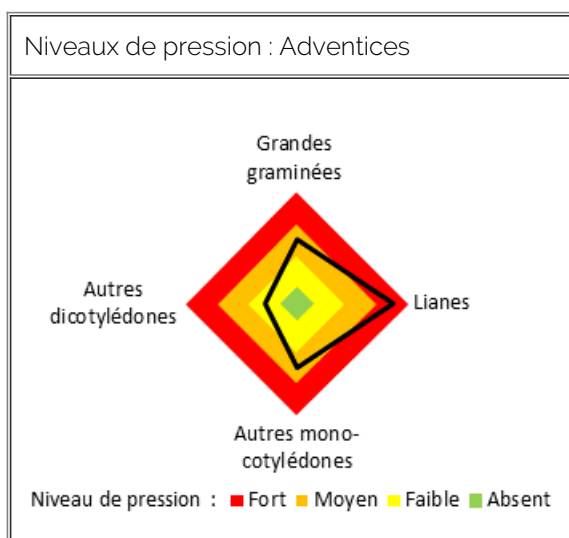 Niveaux de pression : Adventices
Grandes
graminées
Autres
dicotylédones
Lianes
Autres mono-
cotylédones
Niveau de pression : Fort Moyen Faible Absent